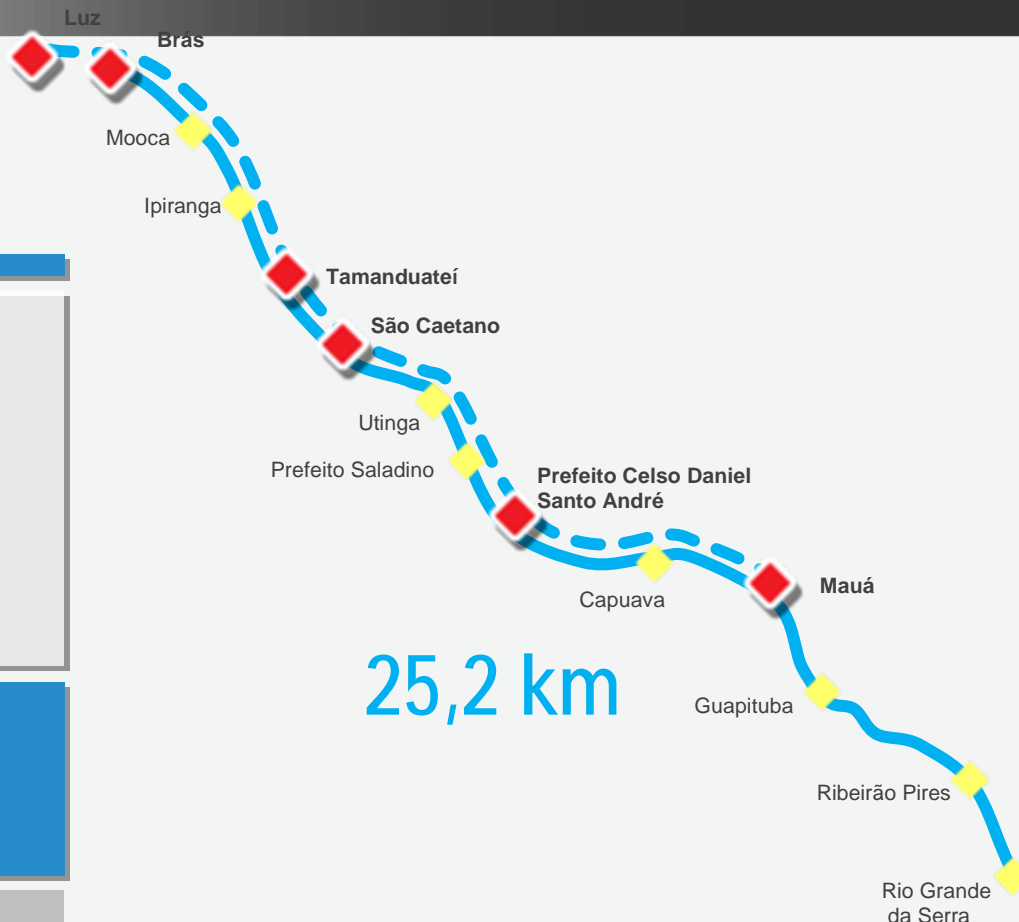 Luz
Brás
Mooca
Ipiranga
Tamanduateí
São Caetano
Utinga
Prefeito Saladino
Prefeito Celso Daniel
Santo André
Capuava
Mauá
25,2 km
Guapituba
Ribeirão Pires
Rio Grande
da Serra